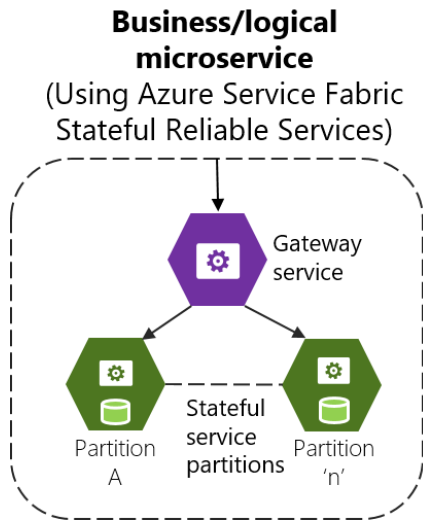 Business/logical
microservice
(Using Azure Service Fabric
Stateful Reliable Services)
Gateway
service
Stateful
service
partitions
Partition
A
Partition
‘n’